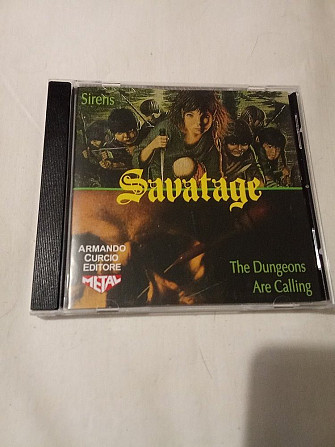 Sirens
Savatage
ARMANDO
CURCIO
EDITORE
METAL
The Dungeons
Are Calling